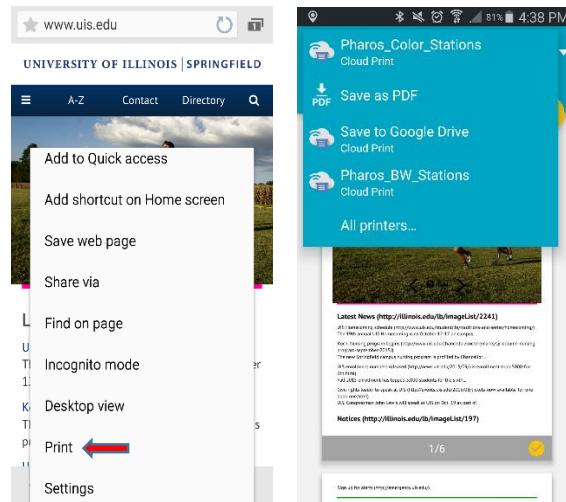 www.uis.edu
1
UNIVERSITY OF ILLINOIS | SPRINGFIELD
A-Z Contact Directory
Add to Quick access
Add shortcut on Home screen
Save web page
Share via
Find on page
Incognito mode
Desktop view
Print
Settings
81% 4:38 PM
Pharos_Color_Stations
Cloud Print
PDF Save as PDF
Save to Google Drive
Cloud Print
Pharos_BW_Stations
Cloud Print
All printers...
Latest News (http://illinois.edu/lb/imageList/2241)
Notices (http://illinois.edu/lb/imageList/197)
1/6